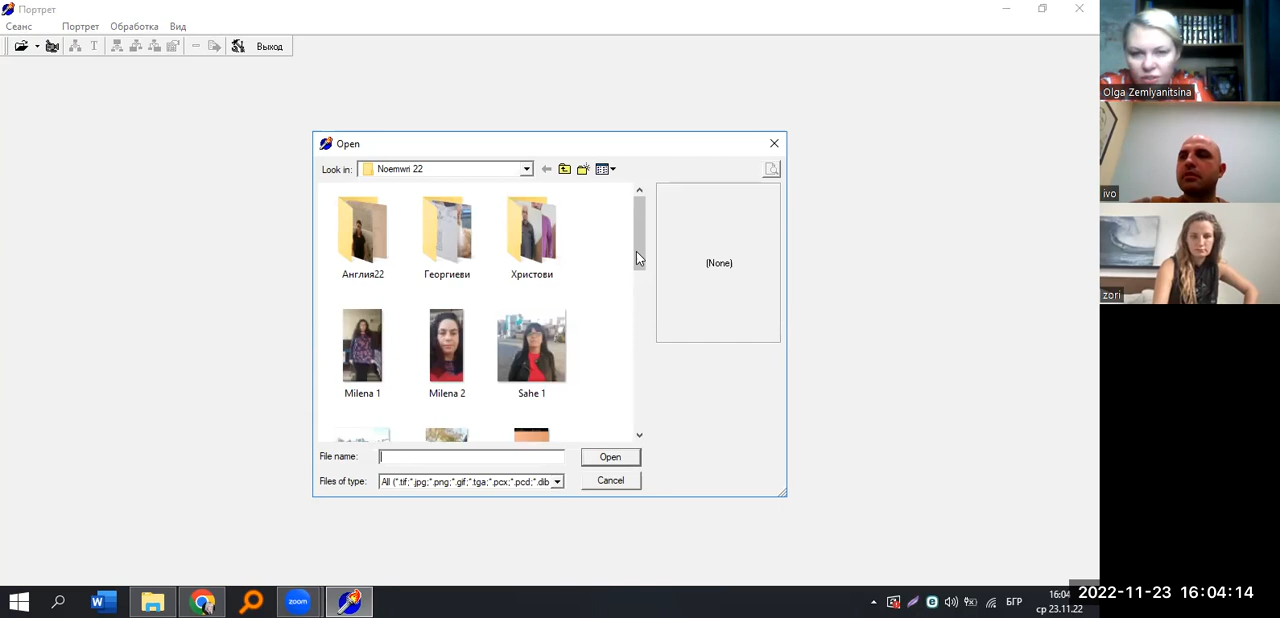 Портрет
Сеанс Портрет Обработка Вид
T Выход
Olga Zemlyanitsina
ivo
zori
Open
Look in: Noemwri 22
Англия22 Георгиеви Христови
(None)
Milena 1 Milena 2 Sahe 1
File name: Open
Files of type: All (*.tif;*.jpg;*.png;*.gif;*.tga;*.pcx;*.pcd;*.dib Cancel
W zoom БГР
16:04
ср 23.11.22
2022-11-23 16:04:14